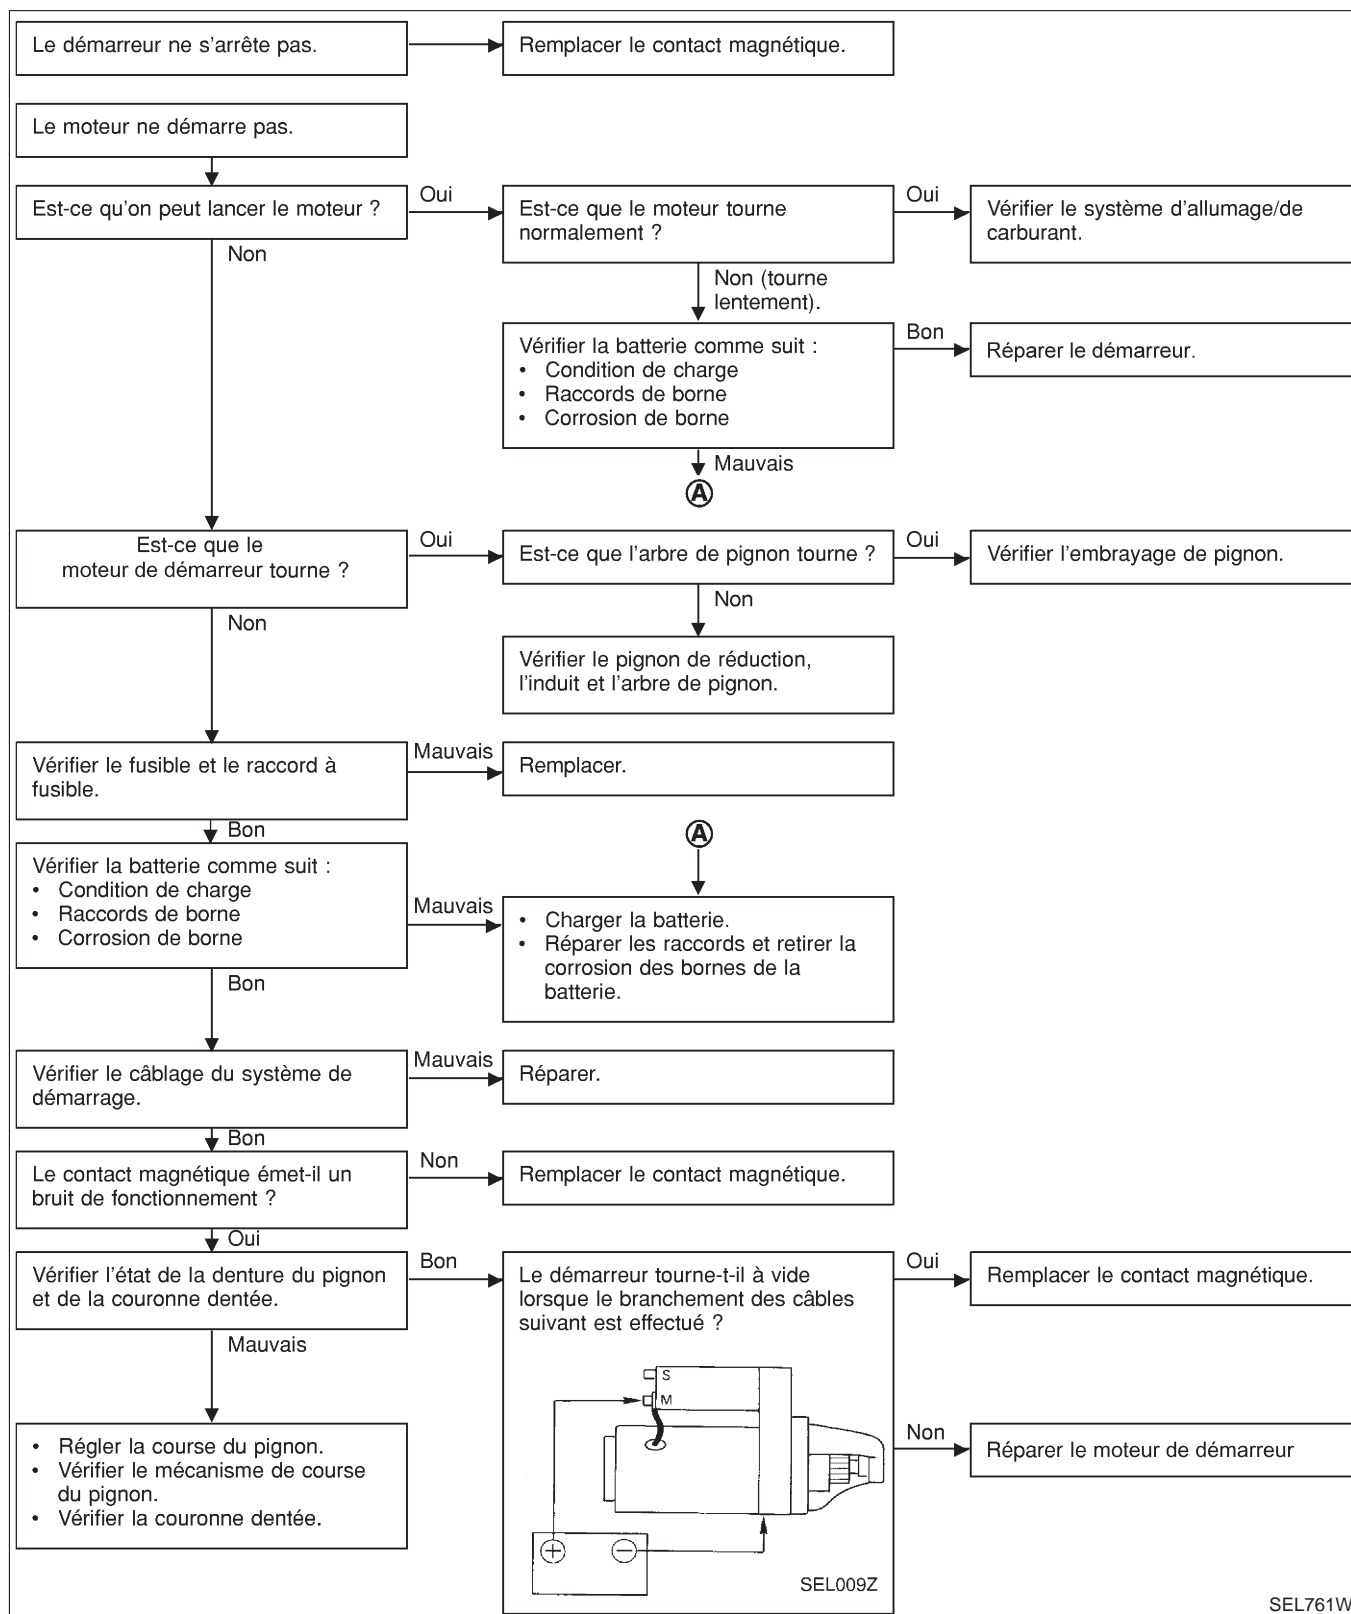 Le démarreur ne s'arrête pas.
Remplacer le contact magnétique.
Le moteur ne démarre pas.
Est-ce qu'on peut lancer le moteur ?
Oui
Est-ce que le moteur tourne
normalement ?
Oui
Vérifier le système d'allumage/de
carburant.
Non
Non (tourne
lentement).
Vérifier la batterie comme suit :
• Condition de charge
• Raccords de borne
• Corrosion de borne
Bon
Réparer le démarreur.
Mauvais
A
Est-ce que le
moteur de démarreur tourne ?
Oui
Est-ce que l'arbre de pignon tourne ?
Oui
Vérifier l'embrayage de pignon.
Non
Non
Vérifier le pignon de réduction,
l'induit et l'arbre de pignon.
Vérifier le fusible et le raccord à
fusible.
Mauvais
Remplacer.
Bon
A
Vérifier la batterie comme suit :
• Condition de charge
• Raccords de borne
• Corrosion de borne
Mauvais
• Charger la batterie.
• Réparer les raccords et retirer la
corrosion des bornes de la
batterie.
Bon
Vérifier le câblage du système de
démarrage.
Mauvais
Réparer.
Bon
Le contact magnétique émet-il un
bruit de fonctionnement ?
Non
Remplacer le contact magnétique.
Oui
Vérifier l'état de la denture du pignon
et de la couronne dentée.
Bon
Le démarreur tourne-t-il à vide
lorsque le branchement des câbles
suivant est effectué ?
Oui
Remplacer le contact magnétique.
Mauvais
S
M
Non
Réparer le moteur de démarreur
• Régler la course du pignon.
• Vérifier le mécanisme de course
du pignon.
• Vérifier la couronne dentée.
+ −
SEL009Z
SEL761W